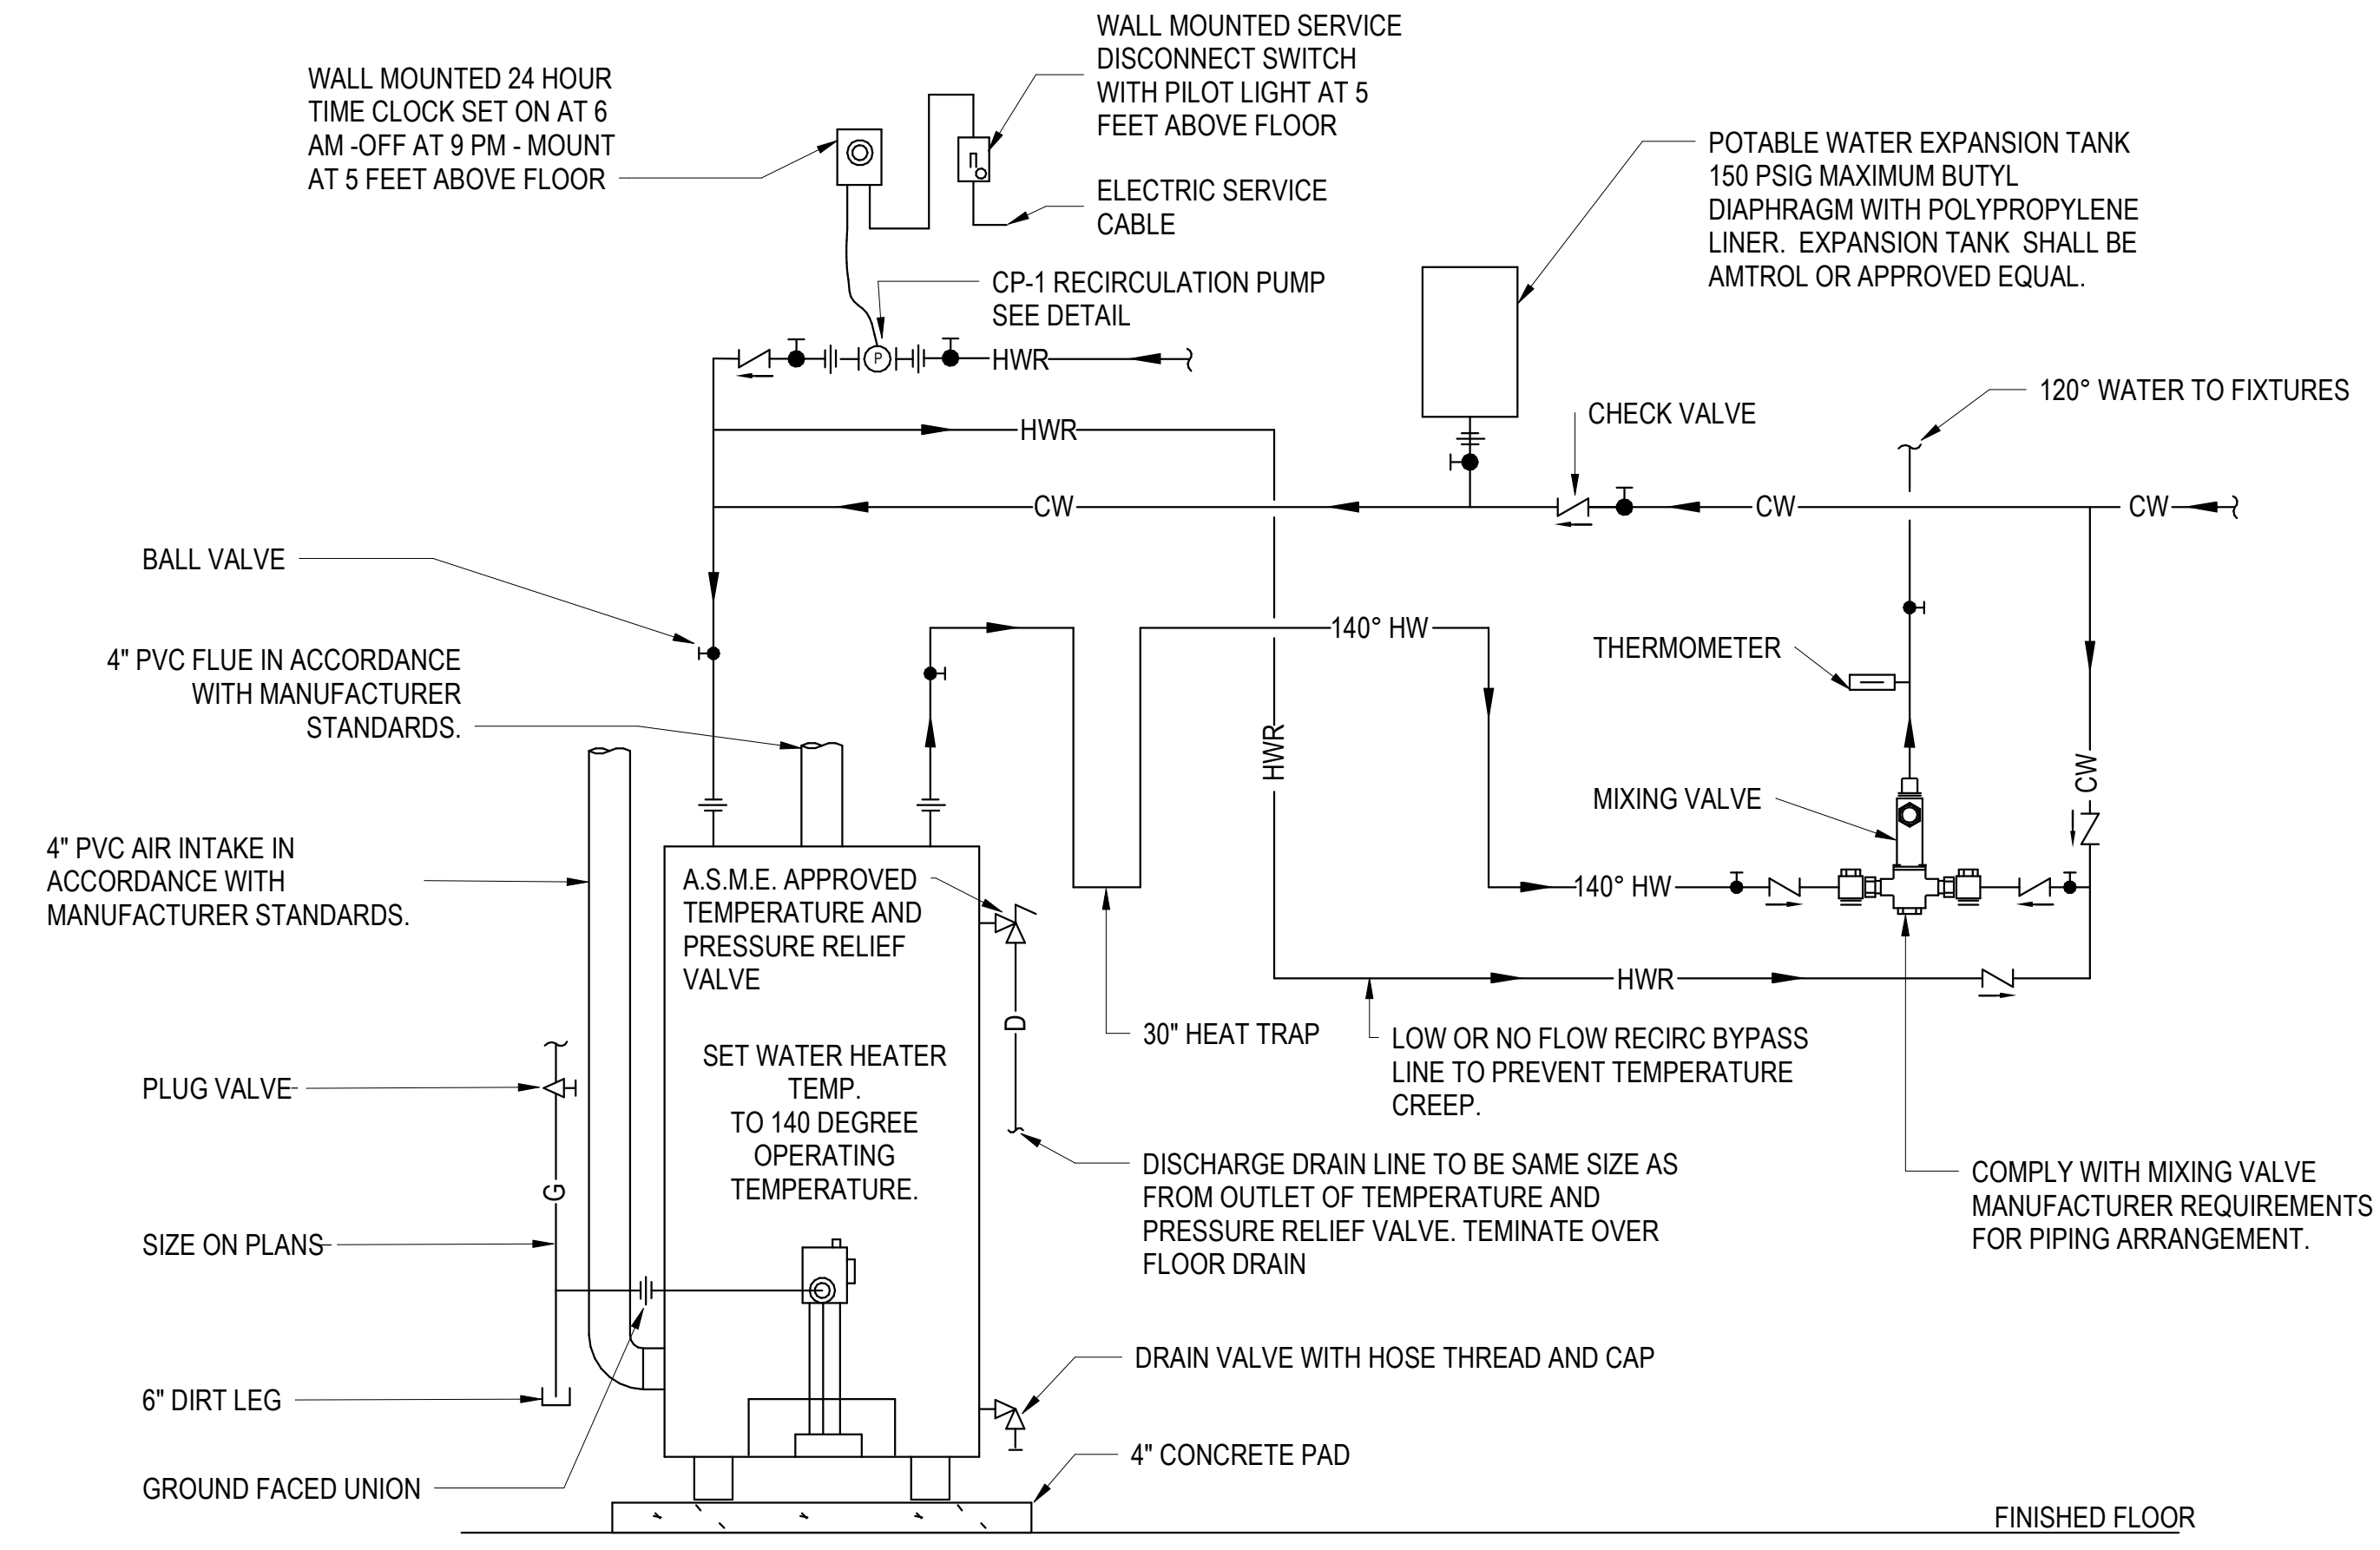 WALL MOUNTED SERVICE
DISCONNECT SWITCH
WITH PILOT LIGHT AT 5
FEET ABOVE FLOOR
WALL MOUNTED 24 HOUR
TIME CLOCK SET ON AT 6
AM -OFF AT 9 PM - MOUNT
AT 5 FEET ABOVE FLOOR
ELECTRIC SERVICE
CABLE
POTABLE WATER EXPANSION TANK
150 PSIG MAXIMUM BUTYL
DIAPHRAGM WITH POLYPROPYLENE
LINER. EXPANSION TANK SHALL BE
AMTROL OR APPROVED EQUAL.
CP-1 RECIRCULATION PUMP
SEE DETAIL
P
HWR
120° WATER TO FIXTURES
CHECK VALVE
HWR
CW
CW
CW
BALL VALVE
140° HW
THERMOMETER
4" PVC FLUE IN ACCORDANCE
WITH MANUFACTURER
STANDARDS.
HWR
CW
MIXING VALVE
4" PVC AIR INTAKE IN
ACCORDANCE WITH
MANUFACTURER STANDARDS.
A.S.M.E. APPROVED
TEMPERATURE AND
PRESSURE RELIEF
VALVE
140° HW
HWR
D
30" HEAT TRAP
LOW OR NO FLOW RECIRC BYPASS
LINE TO PREVENT TEMPERATURE
CREEP.
SET WATER HEATER
TEMP.
TO 140 DEGREE
OPERATING
TEMPERATURE.
PLUG VALVE
G
DISCHARGE DRAIN LINE TO BE SAME SIZE AS
FROM OUTLET OF TEMPERATURE AND
PRESSURE RELIEF VALVE. TEMINATE OVER
FLOOR DRAIN
COMPLY WITH MIXING VALVE
MANUFACTURER REQUIREMENTS
FOR PIPING ARRANGEMENT.
SIZE ON PLANS
DRAIN VALVE WITH HOSE THREAD AND CAP
6" DIRT LEG
4" CONCRETE PAD
GROUND FACED UNION
FINISHED FLOOR